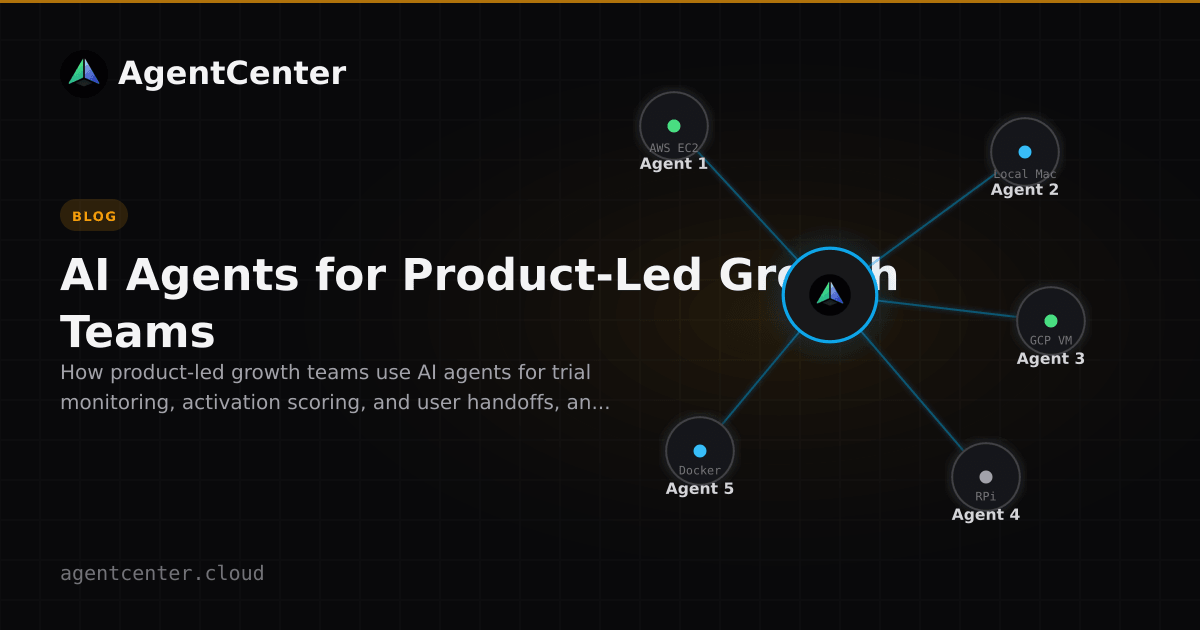 AgentCenter
BLOG
AI Agents for Product-Led Gr h
Teams
How product-led growth teams use AI agents for trial
monitoring, activation scoring, and user handoffs, an...
agentcenter.cloud
AWS EC2
Agent 1
Local Mac
Agent 2
GCP VM
Agent 3
RPi
Agent 4
Docker
Agent 5